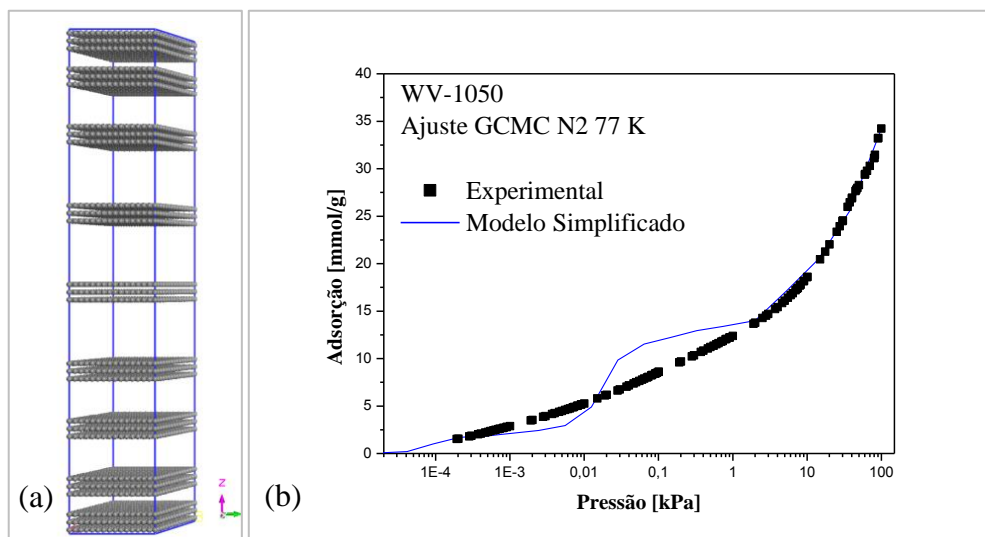 (a)
Z
(b)
WV-1050
Ajuste GCMC N2 77 K
Experimental
Modelo Simplificado
Adsorção [mmol/g]
40
35
30
25
20
15
10
5
0
1E-4
1E-3
0,01
0,1
1
10
100
Pressão [kPa]